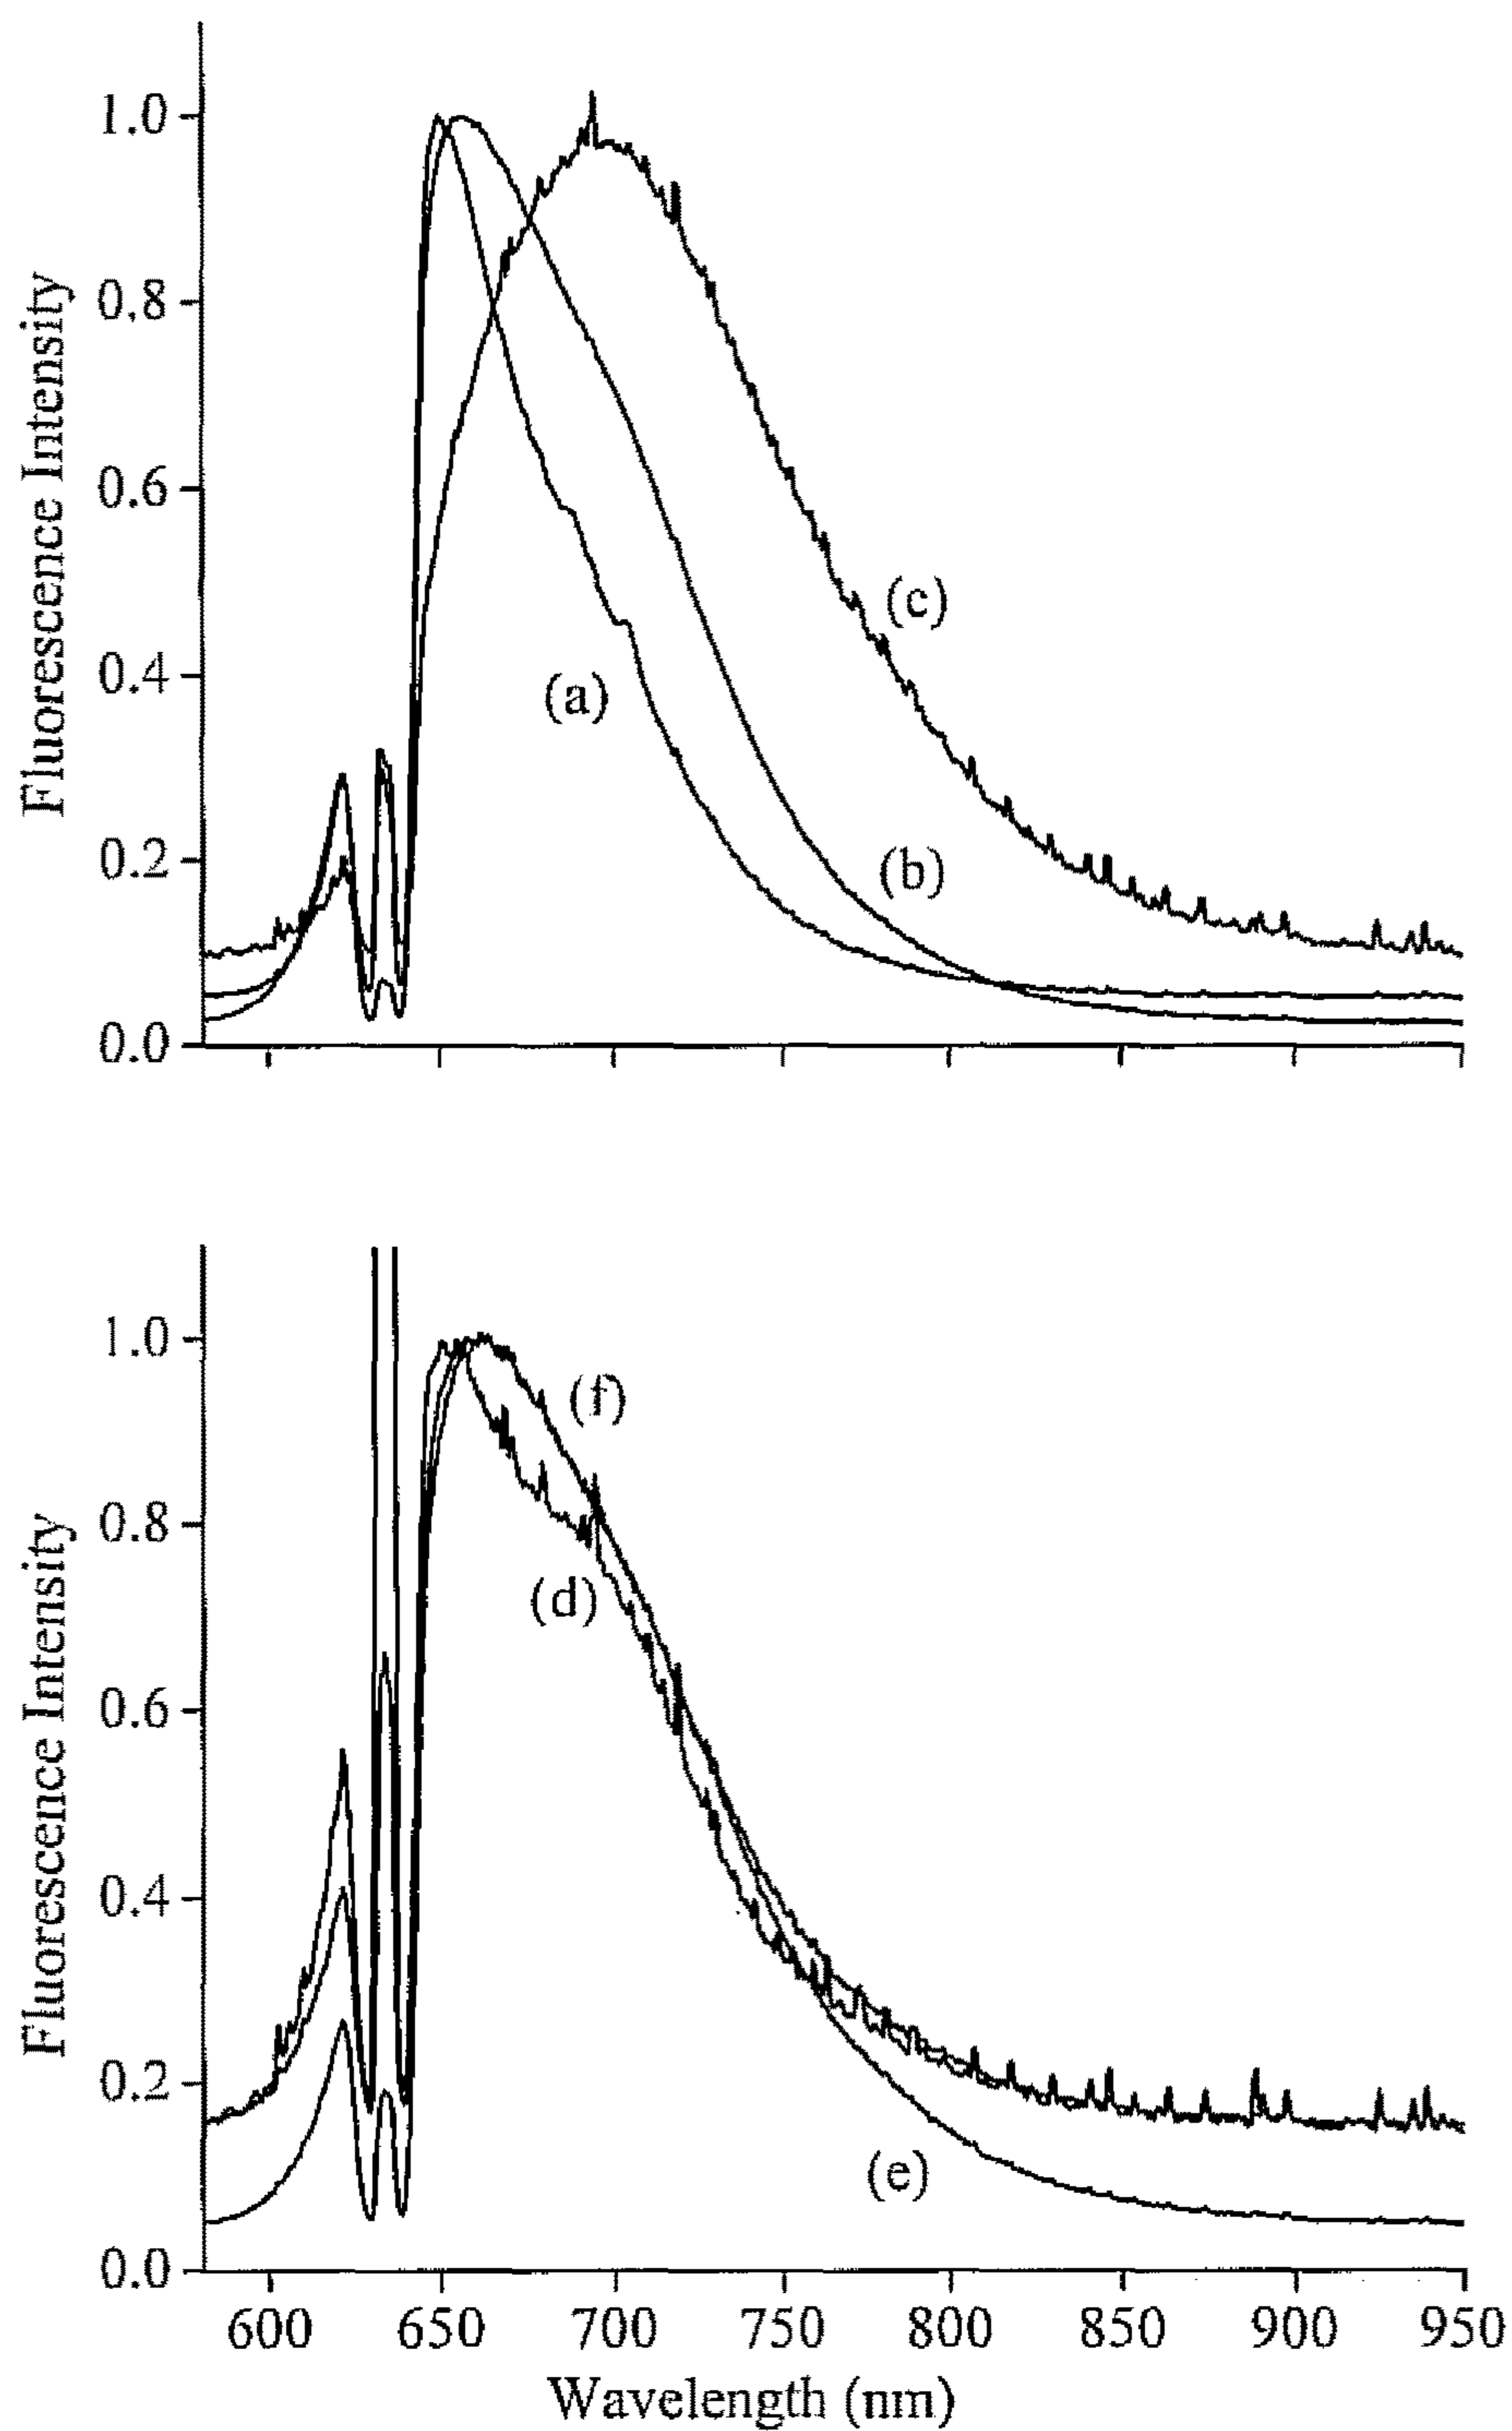 Fluorescence Intensity
1.0
0.8
0.6
0.4
0.2
0.0
(a)
(b)
(c)
Fluorescence Intensity
1.0
0.8
0.6
0.4
0.2
0.0
(f)
(d)
(e)
600 650 700 750 800 850 900 950
Wavelength (nm)